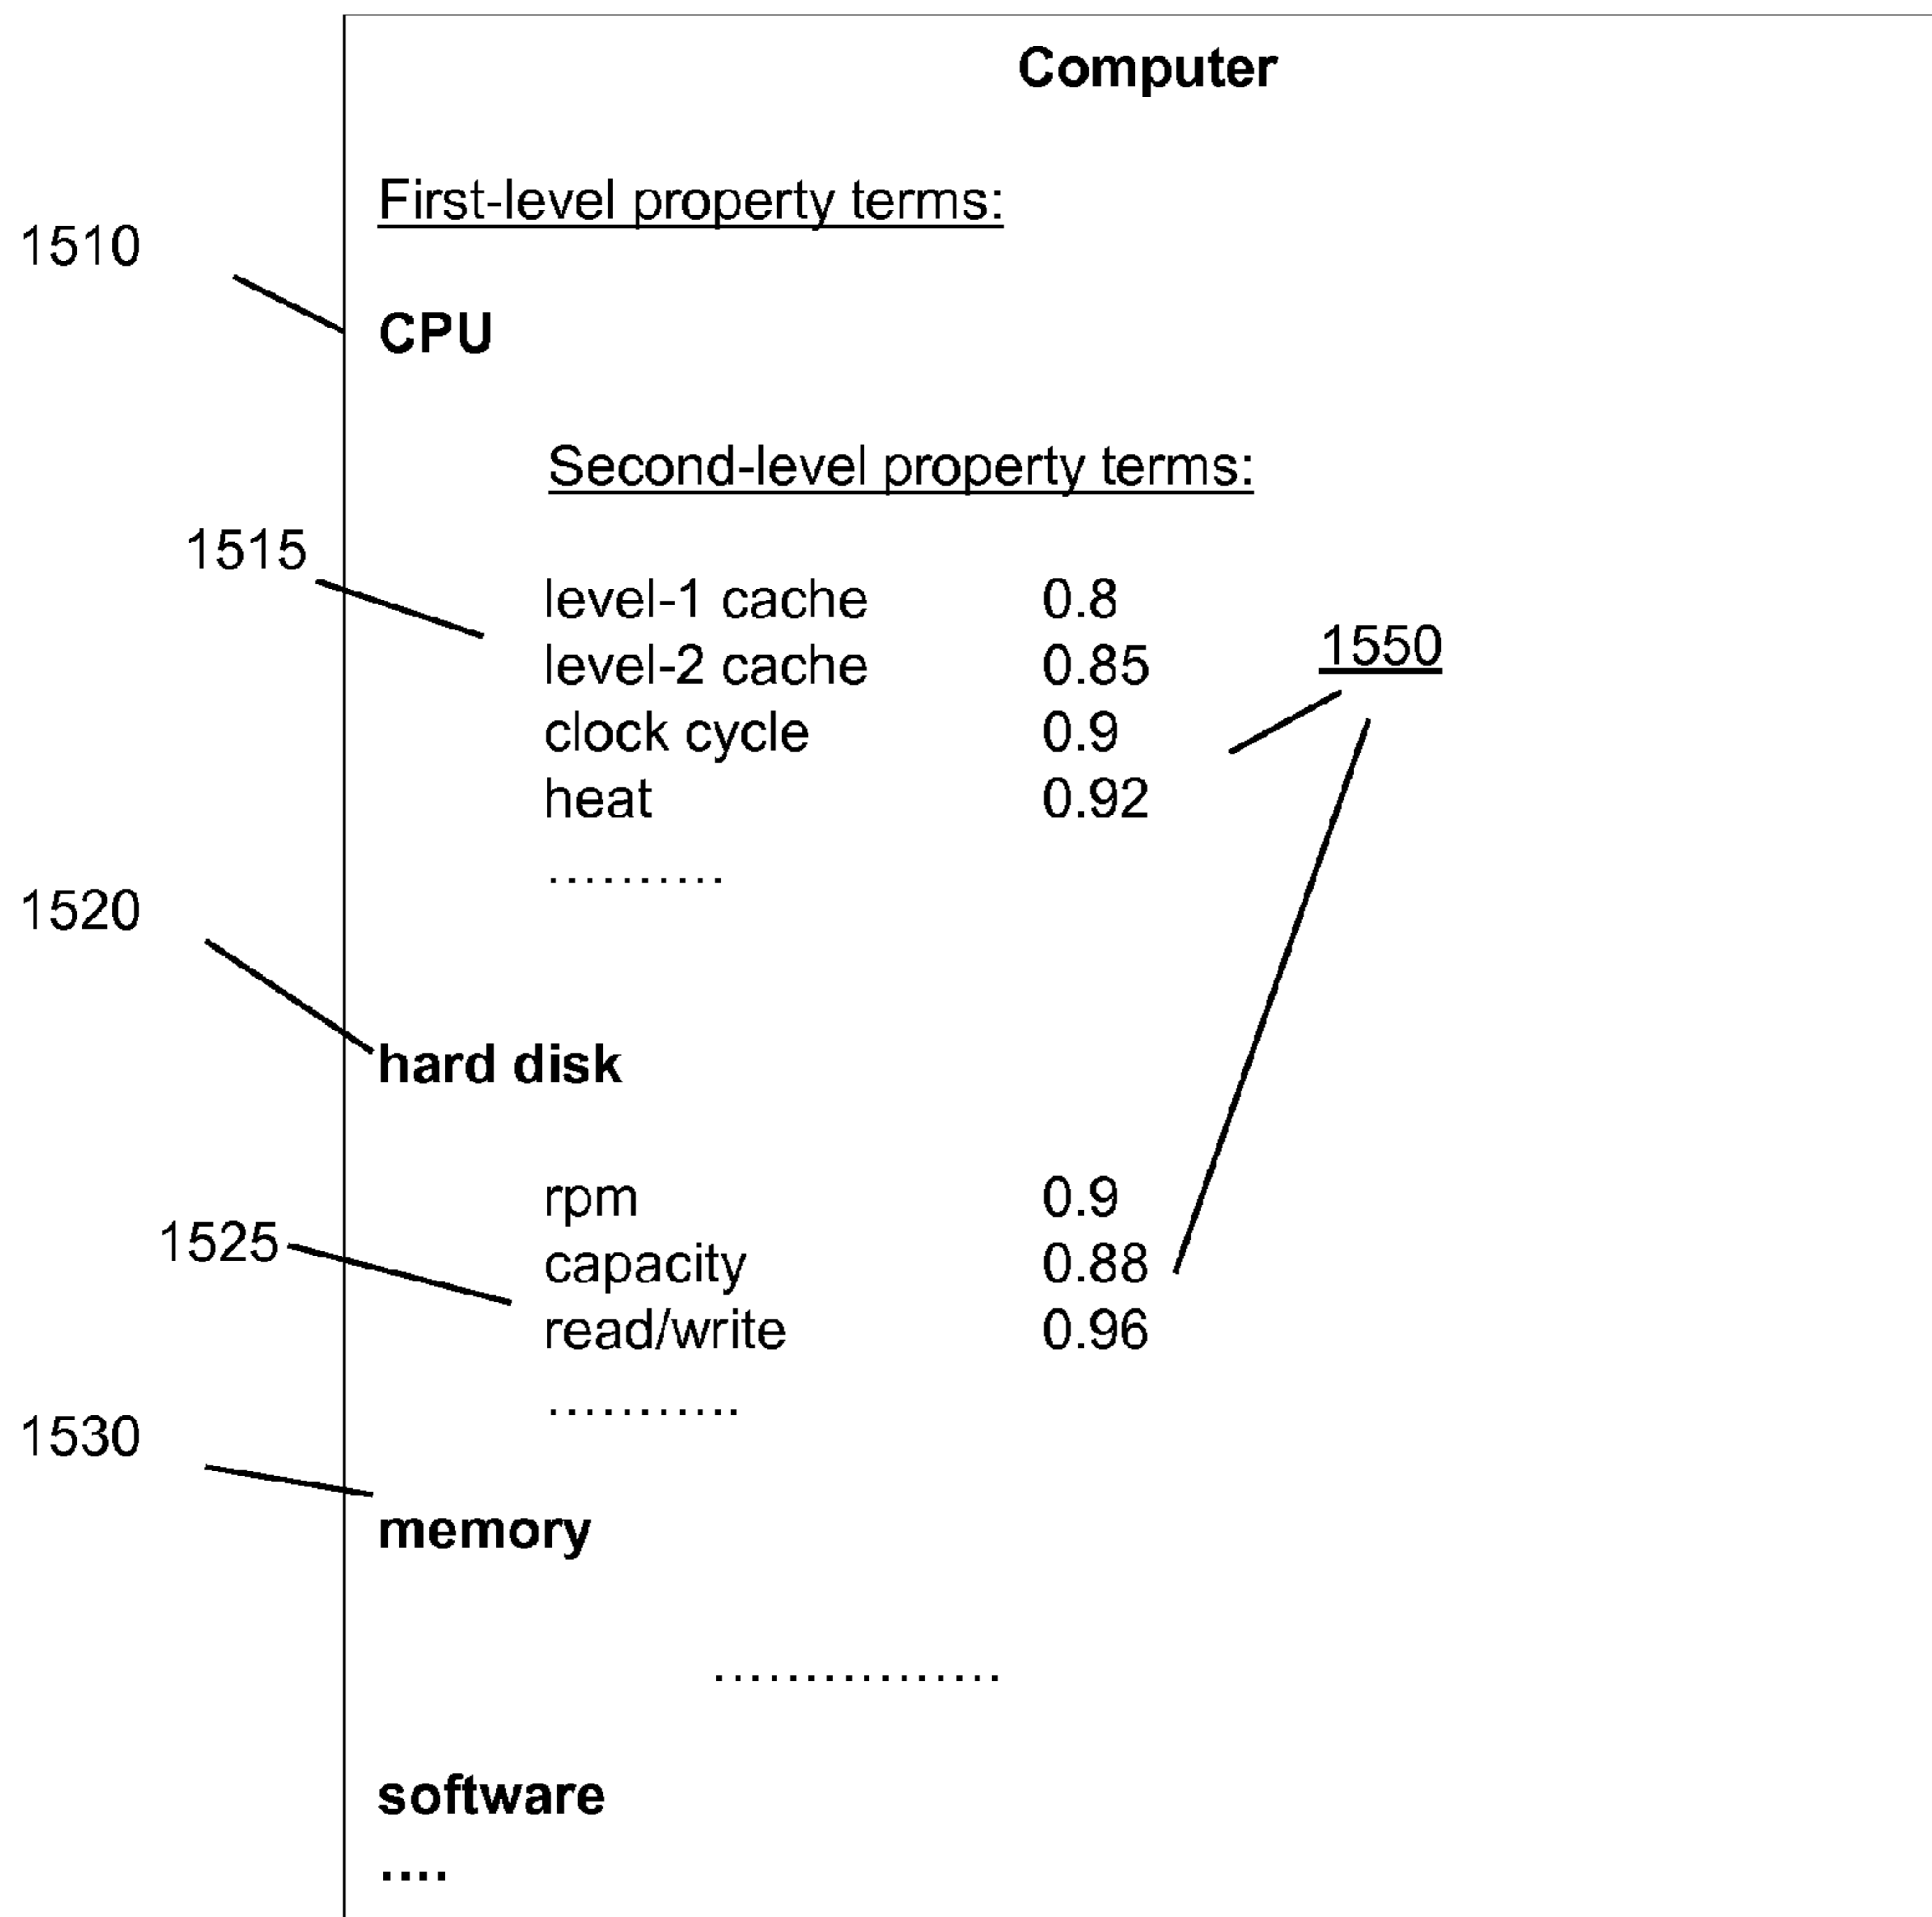 Computer
First-level property terms:
1510
CPU
Second-level property terms:
1515
level-1 cache 0.8
1550
level-2 cache 0.85
clock cycle 0.9
heat 0.92
..........
1520
hard disk
rpm 0.9
1525
capacity 0.88
read/write 0.96
...........
1530
memory
................
software
....